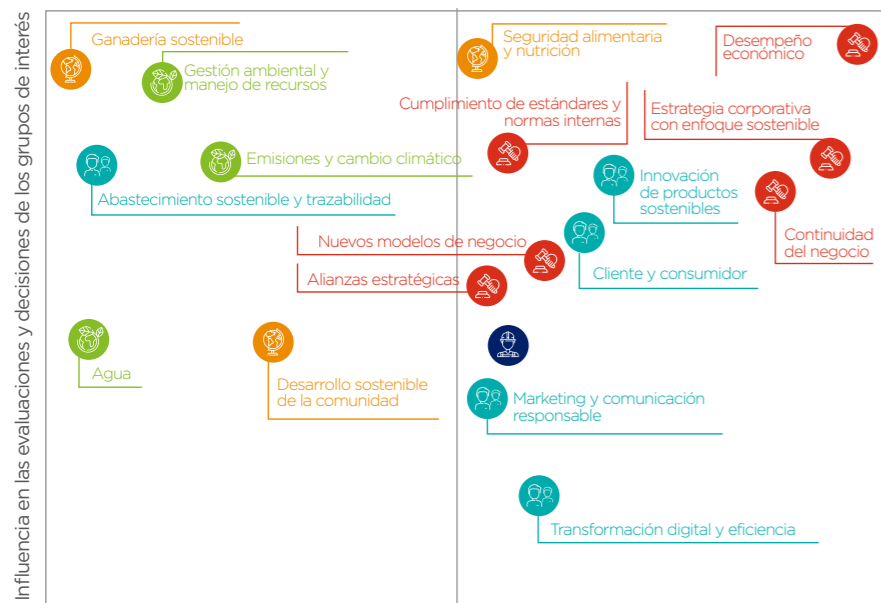 Influencia en las evaluaciones y decisiones de los grupos de interés
Ganadería sostenible
Gestión ambiental y
manejo de recursos
Seguridad alimentaria
y nutrición
Desempeño
económico
Cumplimiento de estándares y
normas internas
Estrategia corporativa
con enfoque sostenible
Emisiones y cambio climático
Abastecimiento sostenible y trazabilidad
Innovación
de productos
sostenibles
Nuevos modelos de negocio
Continuidad
del negocio
Alianzas estratégicas
Cliente y consumidor
Agua
Desarrollo sostenible
de la comunidad
Marketing y comunicación
responsable
Transformación digital y eficiencia